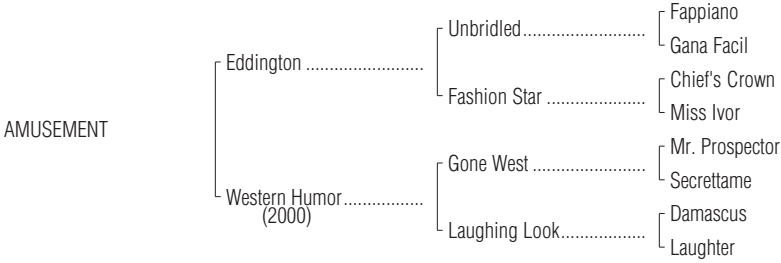 Fappiano
Unbridled
Gana Facil
Eddington
Chief's Crown
Fashion Star
Miss Ivor
AMUSEMENT
Mr. Prospector
Gone West
Secrettame
Western Humor
(2000)
Damascus
Laughing Look
Laughter